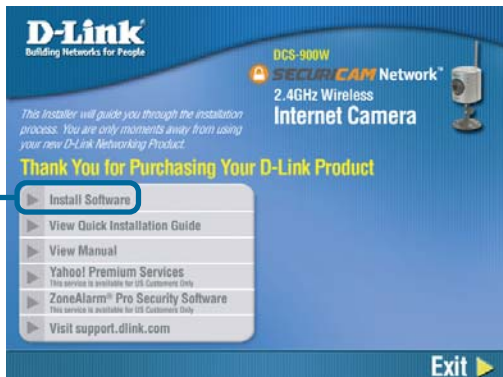 D-Link
Building Networks for People
DCS-900W
SECURICAM Network™
2.4GHz Wireless
Internet Camera
This Installer will guide you through the installation
process. You are only moments away from using
your new D-Link Networking Product.
Thank You for Purchasing Your D-Link Product
Install Software
View Quick Installation Guide
View Manual
Yahoo! Premium Services
This service is available for US Customers Only
ZoneAlarm® Pro Security Software
This service is available for US Customers Only
Visit support.dlink.com
Exit